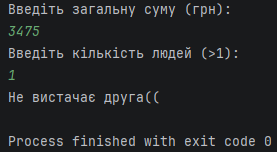 Введіть загальну суму (грн):
3475
Введіть кількість людей (>1):
1
Не вистачає друга((
Process finished with exit code 0